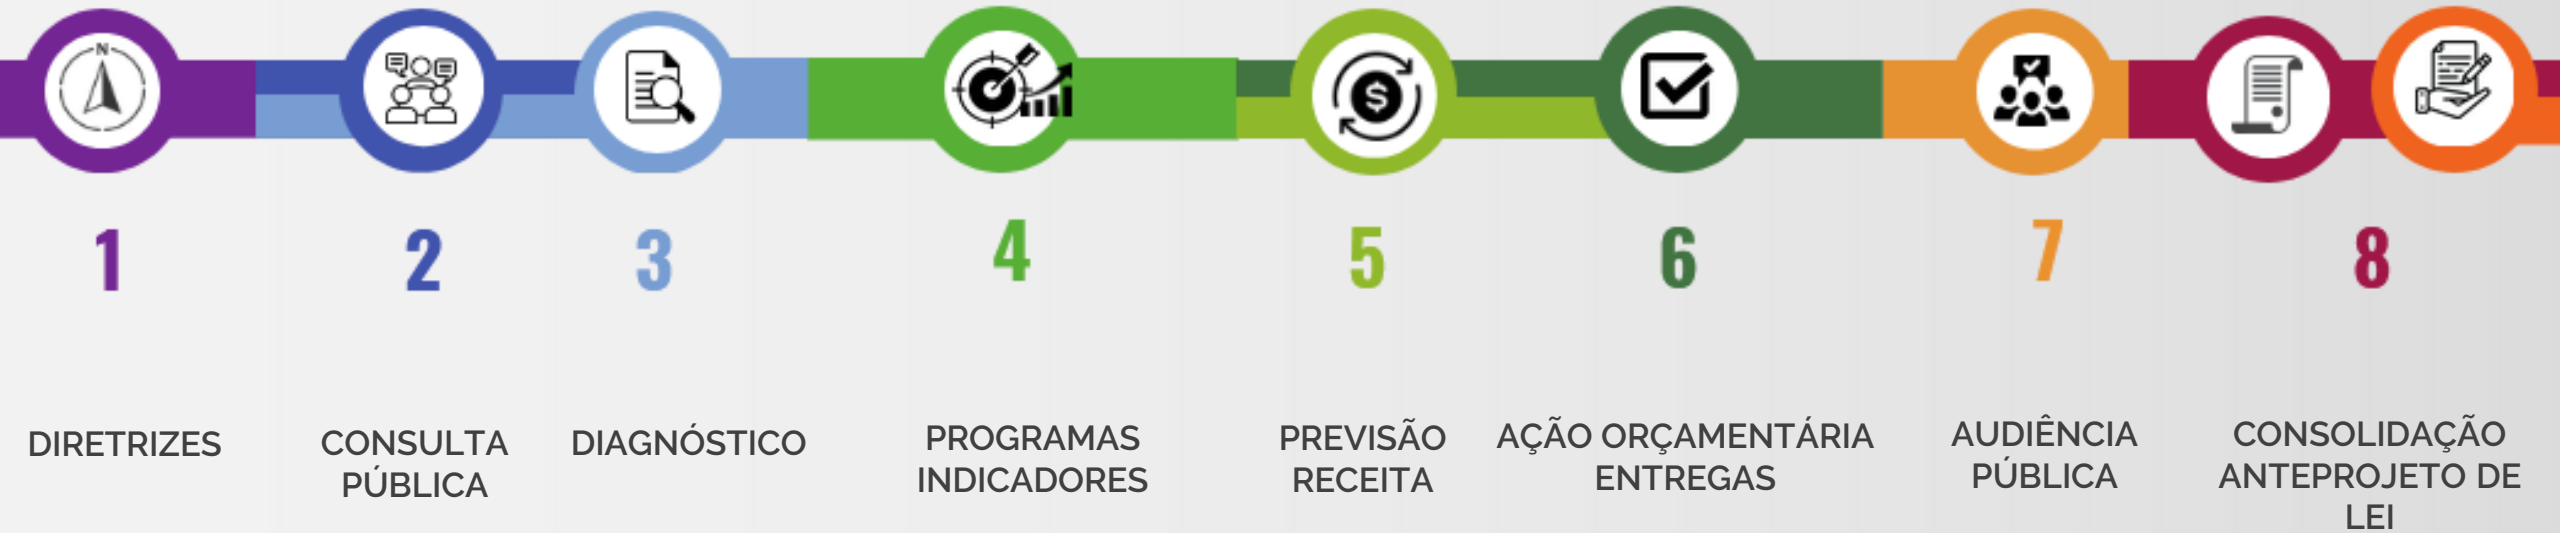 N
1
2
3
4
5
6
7
8
DIRETRIZES
CONSULTA
PÚBLICA
DIAGNÓSTICO
PROGRAMAS
INDICADORES
PREVISÃO
RECEITA
AÇÃO ORÇAMENTÁRIA
ENTREGAS
AUDIÊNCIA
PÚBLICA
CONSOLIDAÇÃO
ANTEPROJETO DE
LEI